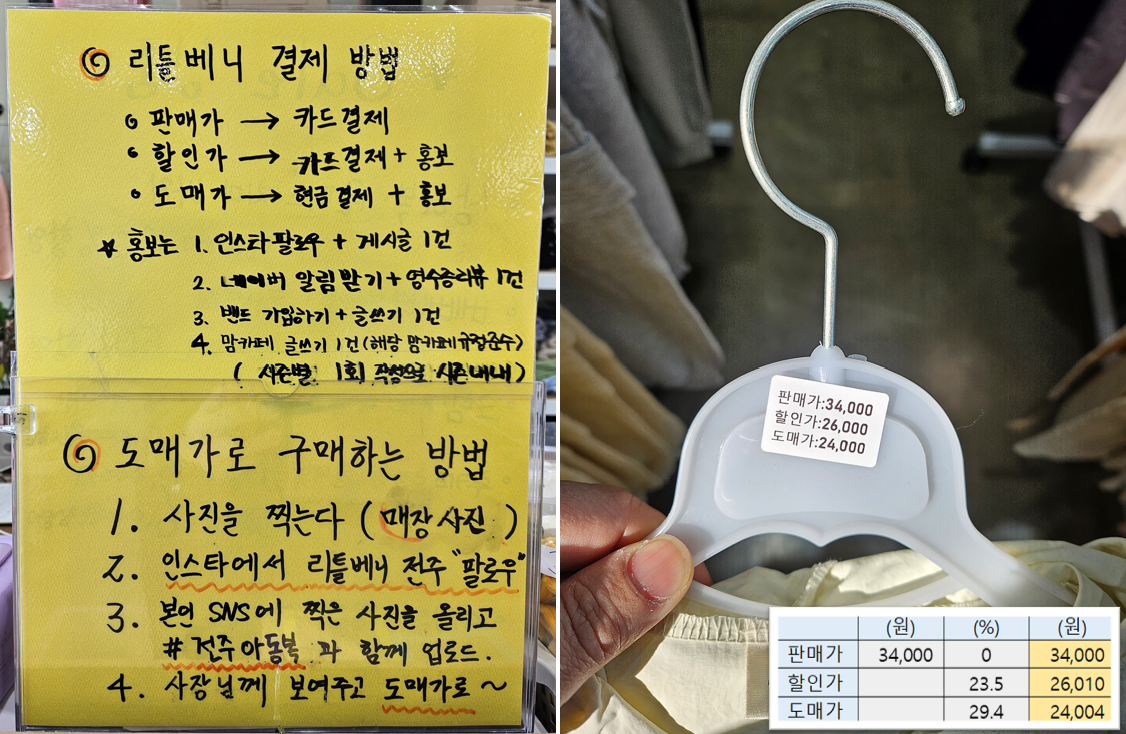 리틀베니 결제 방법
판매가 → 카드결제
할인가 → 카드결제 + 홍보
도매가 → 현금결제 + 홍보
☆ 홍보는 1. 인스타팔로우 + 게시글 1건
2. 네이버 알림받기 + 영수증리뷰 1건
3. 밴드 가입하기 + 글쓰기 1건
4. 맘카페 글쓰기 1건 (해당 맘카페규정준수)
( 시즌별 1회 작성으로 시즌내내 )
도매가로 구매하는 방법
1. 사진을 찍는다 ( 매장사진 )
2. 인스타에서 리틀베니 전주 "팔로우"
3. 본인 SNS에 찍은 사진을 올리고
# 전주아동복 과 함께 업로드.
4. 사장님께 보여주고 도매가로 ~
판매가:34,000
할인가:26,000
도매가:24,000
(원) (%) (원)
판매가 34,000 0 34,000
할인가 23.5 26,010
도매가 29.4 24,004